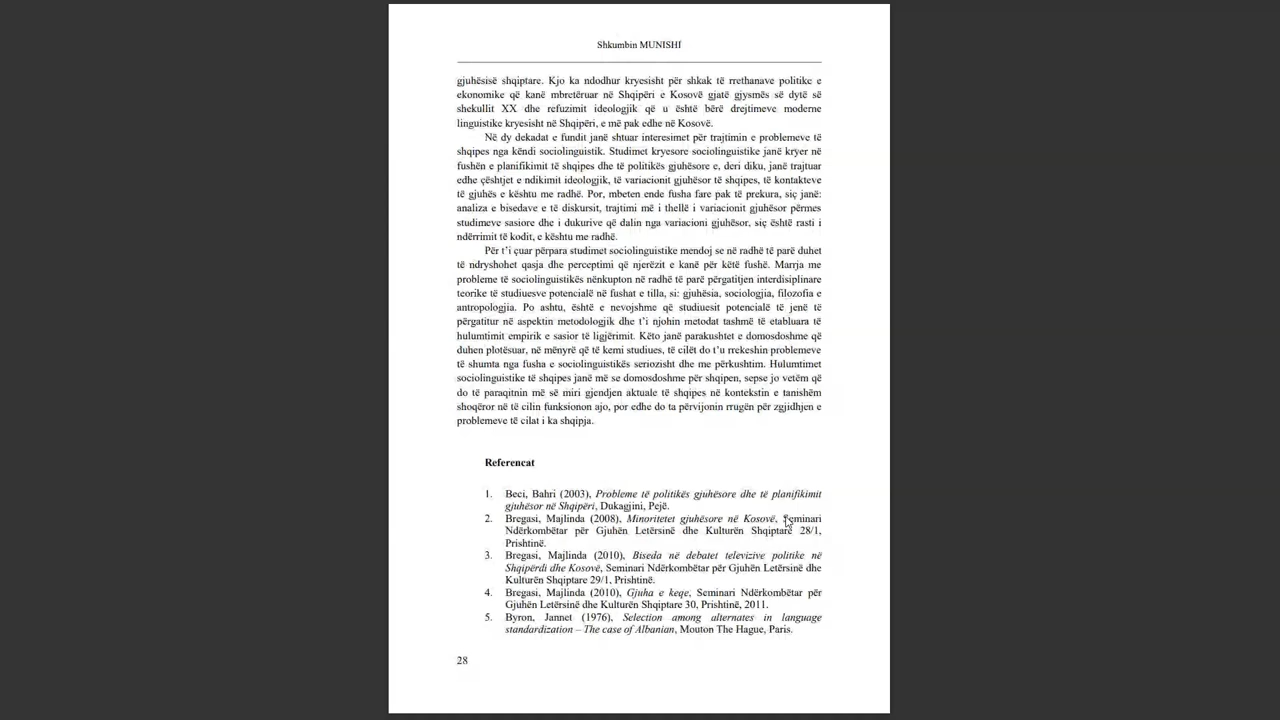 Shkumbin MUNISHI
gjuhësisë shqiptare. Kjo ka ndodhur kryesisht për shkak të rrethanave politike e
ekonomike që kanë mbretëruar në Shqipëri e Kosovë gjatë gjysmës së dytë së
shekullit XX dhe refuzimit ideologjik që u është bërë drejtimeve moderne
linguistike kryesisht në Shqipëri, e më pak edhe në Kosovë.
Në dy dekadat e fundit janë shtuar interesimet për trajtimin e problemeve të
shqipes nga këndi sociolinguistik. Studimet kryesore sociolinguistike janë kryer në
fushën e planifikimit të shqipes dhe të politikës gjuhësore e, deri diku, janë trajtuar
edhe çështjet e ndikimit ideologjik, të variacionit gjuhësor të shqipes, të kontakteve
të gjuhës e kështu me radhë. Por, mbeten ende fusha fare pak të prekura, siç janë:
analiza e bisedave e të diskursit, trajtimi më i thellë i variacionit gjuhësor përmes
studimeve sasiore dhe i dukurive që dalin nga variacioni gjuhësor, siç është rasti i
ndërrimit të kodit, e kështu me radhë.
Për t'i çuar përpara studimet sociolinguistike mendoj se në radhë të parë duhet
të ndryshohet qasja dhe perceptimi që njerëzit e kanë për këtë fushë. Marrja me
probleme të sociolinguistikës nënkupton në radhë të parë përgatitjen interdisiplinare
teorike të studiuesve potencialë në fushat e tilla, si: gjuhësia, sociologjia, filozofia e
antropologjia. Po ashtu, është e nevojshme që studiuesit potencialë të jenë të
përgatitur në aspektin metodologjik dhe t'i njohin metodat tashmë të etabluara të
hulumtimit empirik e sasior të ligjërimit. Këto janë parakushtet e domosdoshme që
duhen plotësuar, në mënyrë që të kemi studiues, të cilët do t'u rrekeshin problemeve
të shumta nga fusha e sociolinguistikës seriozisht dhe me përkushtim. Hulumtimet
sociolinguistike të shqipes janë më se domosdoshme për shqipen, sepse jo vetëm që
do të paraqitnin më së miri gjendjen aktuale të shqipes në kontekstin e tanishëm
shoqëror në të cilin funksionon ajo, por edhe do ta përvijonin rrugën për zgjidhjen e
problemeve të cilat i ka shqipja.
Referencat
1. Beci, Bahri (2003), Probleme të politikës gjuhësore dhe të planifikimit
gjuhësor në Shqipëri, Dukagjini, Pejë.
2. Bregasi, Majlinda (2008), Minoritetet gjuhësore në Kosovë, Seminari
Ndërkombëtar për Gjuhën Letërsinë dhe Kulturën Shqiptare 28/1,
Prishtinë.
3. Bregasi, Majlinda (2010), Biseda në debatet televizive politike në
Shqipërdi dhe Kosovë, Seminari Ndërkombëtar për Gjuhën Letërsinë dhe
Kulturën Shqiptare 29/1, Prishtinë.
4. Bregasi, Majlinda (2010), Gjuha e keqe, Seminari Ndërkombëtar për
Gjuhën Letërsinë dhe Kulturën Shqiptare 30, Prishtinë, 2011.
5. Byron, Jannet (1976), Selection among alternates in language
standardization – The case of Albanian, Mouton The Hague, Paris.
28